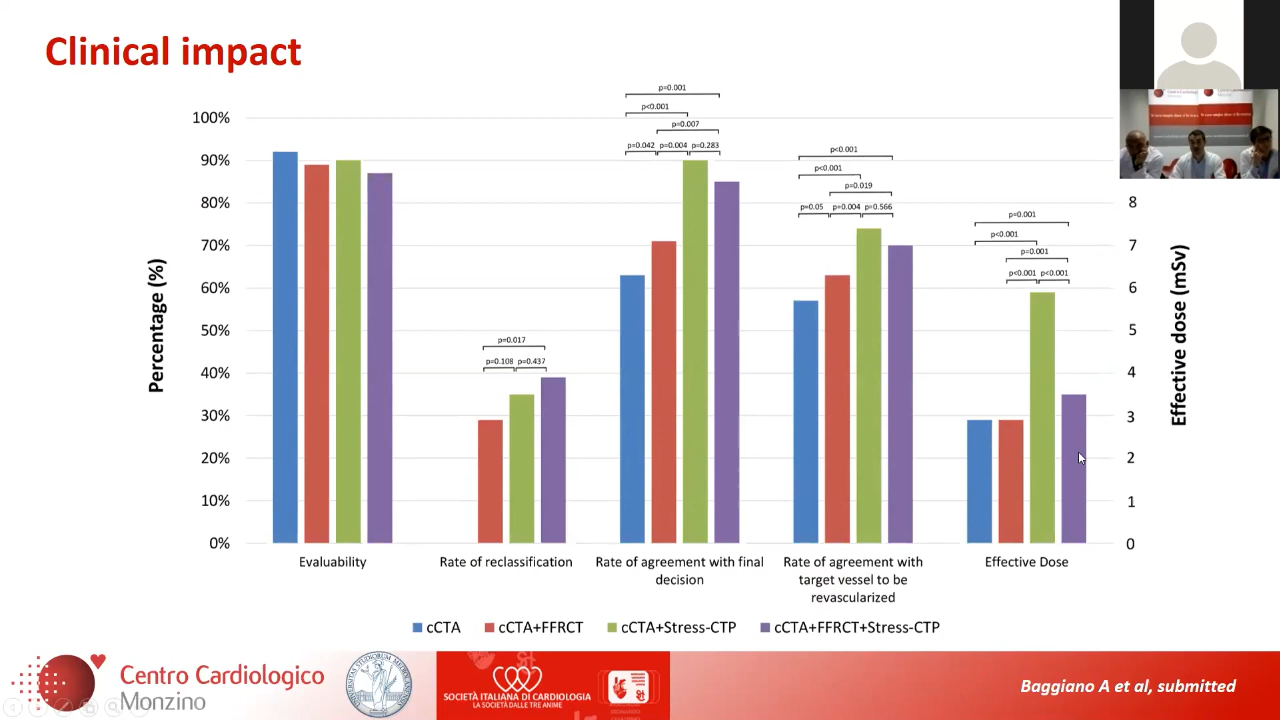 Clinical impact
Centro Cardiologico
Monzino
p=0.001
p<0.001
p=0.007
p=0.042 p=0.004 p=0.283
p<0.001
p<0.001
p=0.019
p=0.05 p=0.004 p=0.566
p=0.001
p<0.001
p=0.001
p<0.001 p<0.001
p=0.017
p=0.108 p=0.437
Percentage (%)
100%
90%
80%
70%
60%
50%
40%
30%
20%
10%
0%
8
7
6
5
4
3
2
1
0
Effective dose (mSv)
Evaluability
Rate of reclassification
Rate of agreement with final
decision
Rate of agreement with
target vessel to be
revascularized
Effective Dose
cCTA
cCTA+FFRCT
cCTA+Stress-CTP
cCTA+FFRCT+Stress-CTP
Centro Cardiologico
Monzino
SOCIETÀ ITALIANA DI CARDIOLOGIA
LA SOCIETÀ DALLE TRE ANIME
Baggiano A et al, submitted